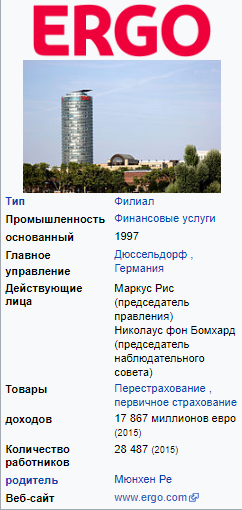 ERGO
Тип Филиал
Промышленность Финансовые услуги
основанный 1997
Главное Дюссельдорф ,
управление Германия
Действующие Маркус Рис
лица (председатель
правления)
Николаус фон Бомхард
(председатель
наблюдательного
совета)
Товары Перестрахование ,
первичное страхование
доходов 17 867 миллионов евро
(2015)
Количество 28 487 (2015)
работников
родитель Мюнхен Ре
Веб-сайт www.ergo.com